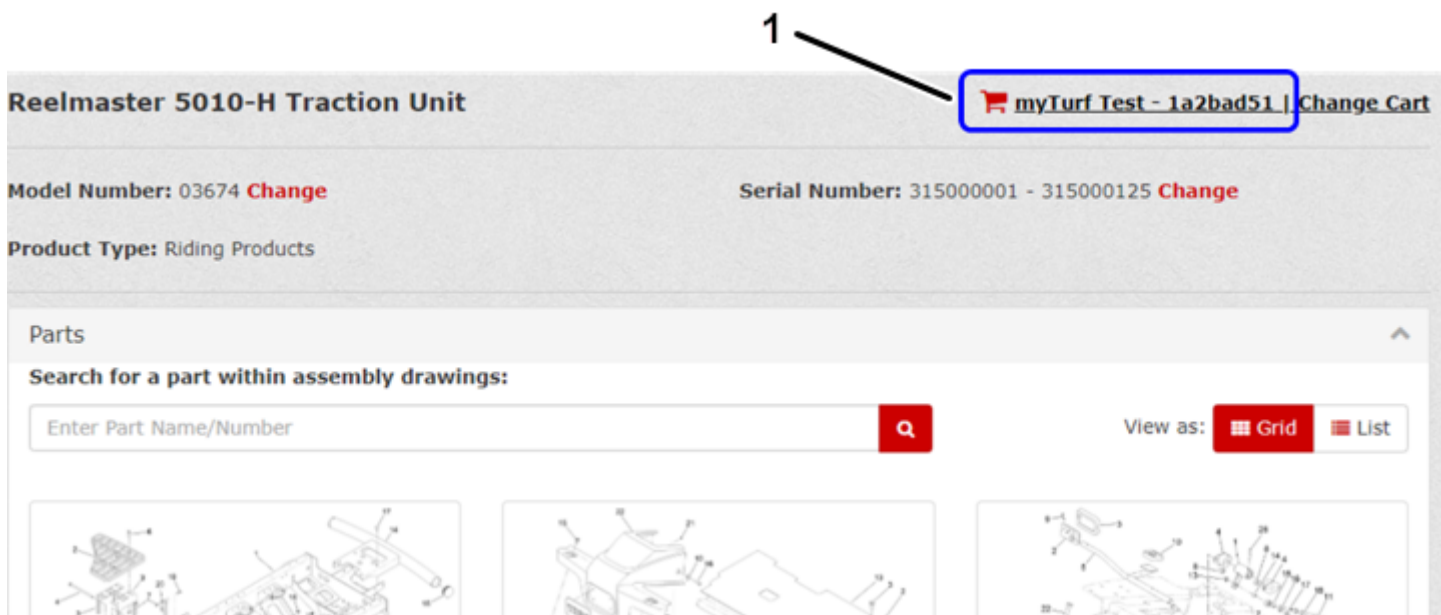 1
Reelmaster 5010-H Traction Unit
myTurf Test - 1a2bad51 | Change Cart
Model Number: 03674 Change
Serial Number: 315000001 - 315000125 Change
Product Type: Riding Products
Parts
Search for a part within assembly drawings:
Enter Part Name/Number
View as: Grid List